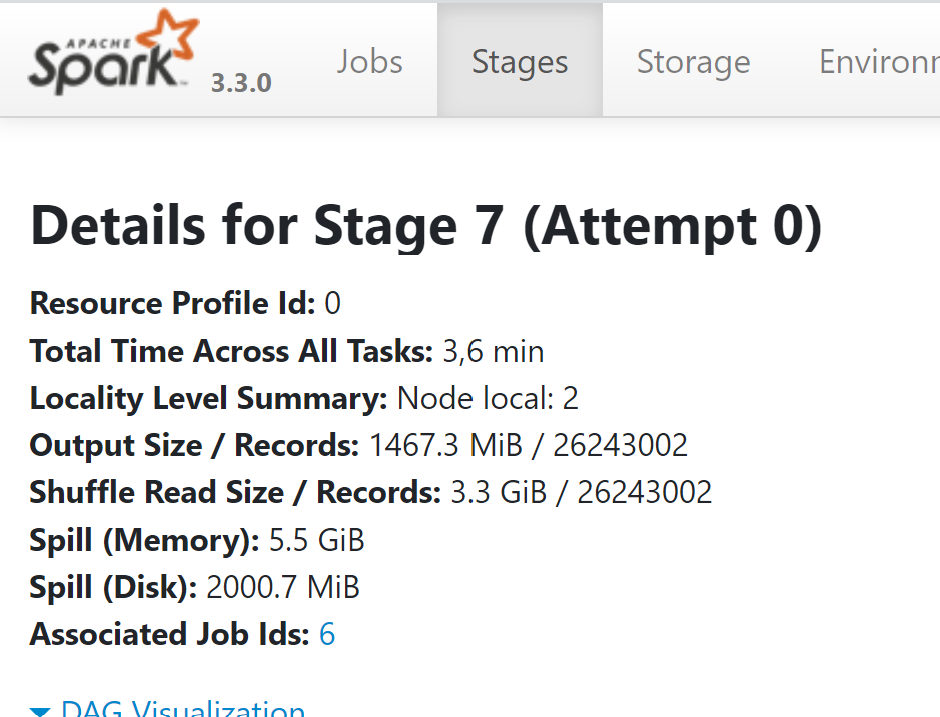 APACHE
Spark™ 3.3.0 Jobs Stages Storage Environ
Details for Stage 7 (Attempt 0)
Resource Profile Id: 0
Total Time Across All Tasks: 3,6 min
Locality Level Summary: Node local: 2
Output Size / Records: 1467.3 MiB / 26243002
Shuffle Read Size / Records: 3.3 GiB / 26243002
Spill (Memory): 5.5 GiB
Spill (Disk): 2000.7 MiB
Associated Job Ids: 6
DAG Visualization